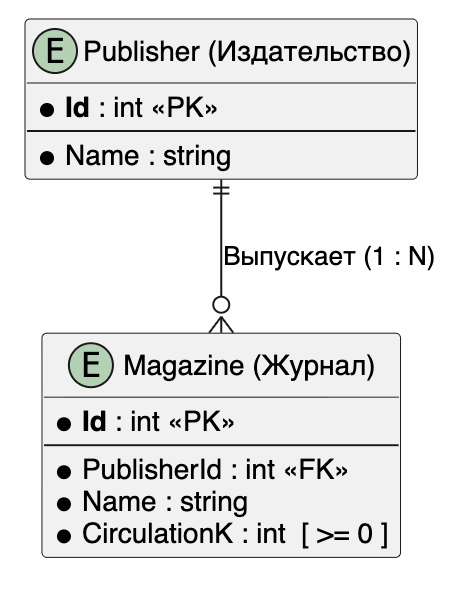 E Publisher (Издательство)
Id : int «PK»
Name : string
Выпускает (1 : N)
E Magazine (Журнал)
Id : int «PK»
PublisherId : int «FK»
Name : string
CirculationK : int [ >= 0 ]